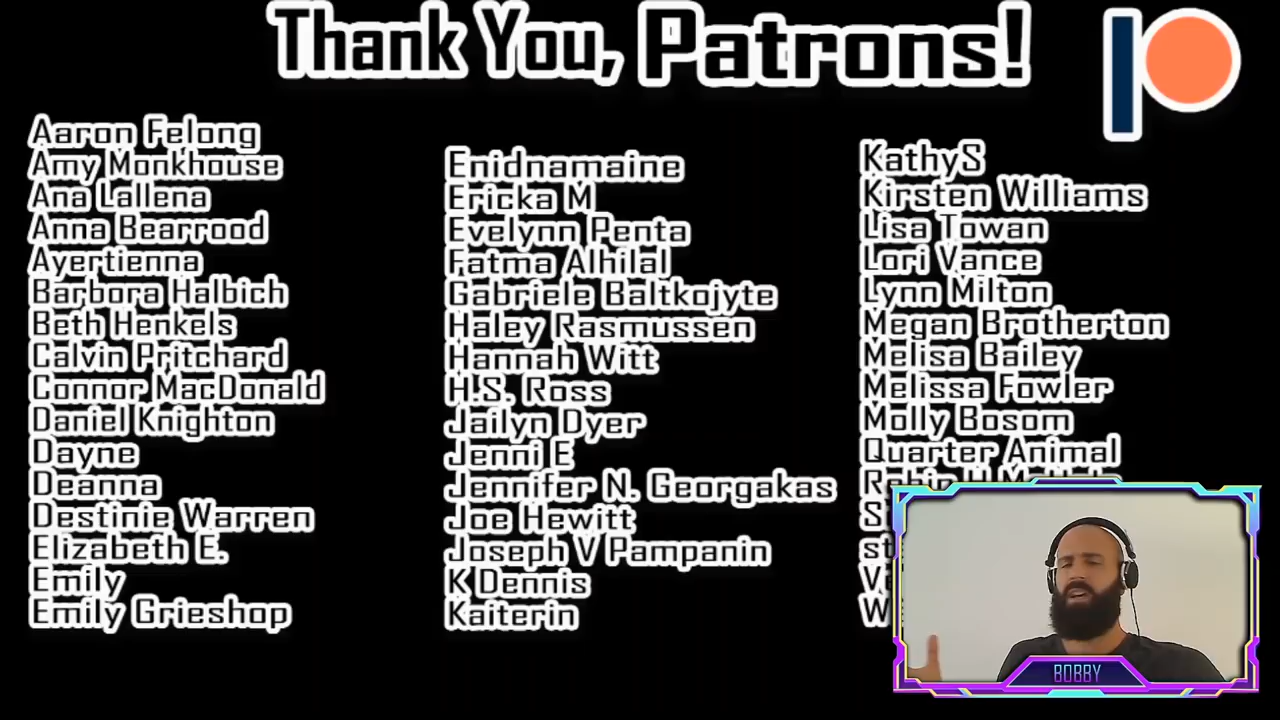 Thank You, Patrons!
Aaron Felong
Amy Monkhouse
Ana Lallena
Anna Bearrood
Ayertienna
Barbora Halbich
Beth Henkels
Calvin Pritchard
Connor MacDonald
Daniel Knighton
Dayne
Deanna
Destinie Warren
Elizabeth E.
Emily
Emily Grieshop
Enidnamaine
Ericka M
Evelynn Penta
Fatma Alhilal
Gabriele Baltkojyte
Haley Rasmussen
Hannah Witt
H.S. Ross
Jailyn Dyer
Jenni E
Jennifer N. Georgakas
Joe Hewitt
Joseph V Pampanin
K Dennis
Kaiterin
KathyS
Kirsten Williams
Lisa Towan
Lori Vance
Lynn Milton
Megan Brotherton
Melisa Bailey
Melissa Fowler
Molly Bosom
Quarter Animal
BOBBY